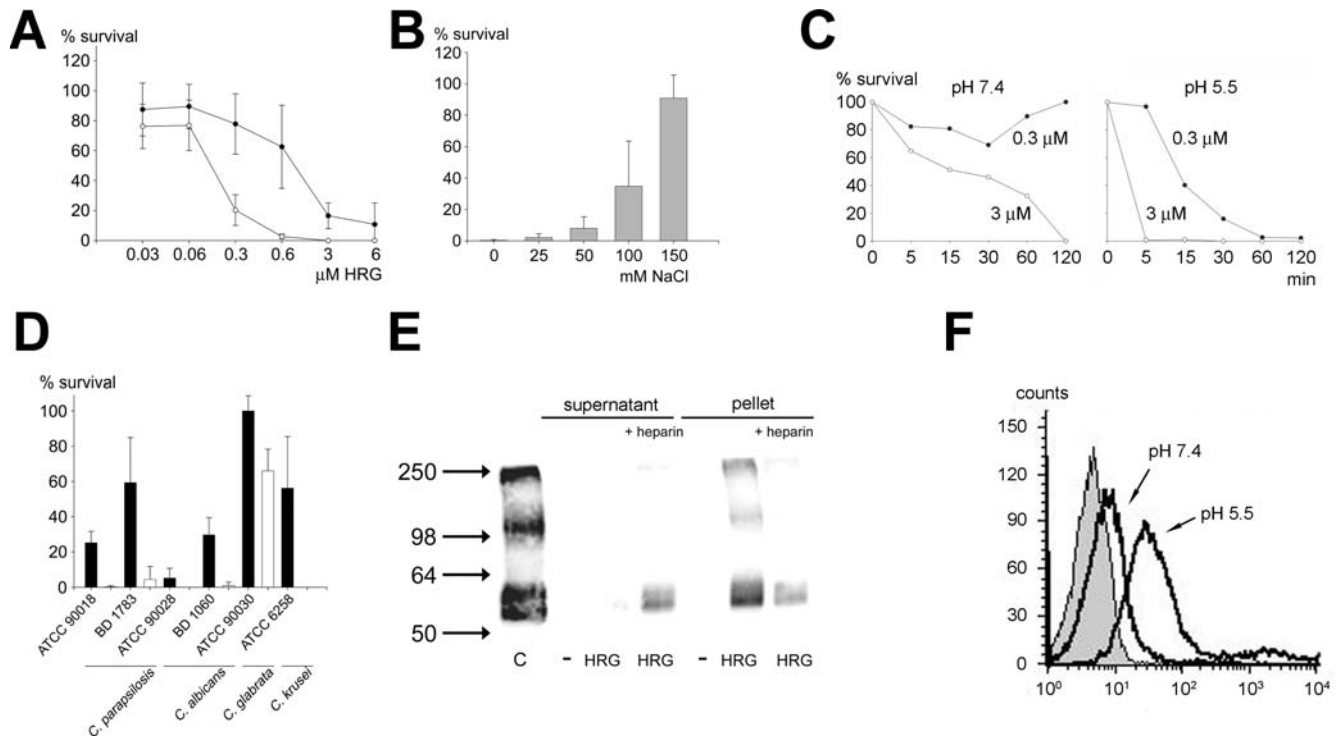 A
% survival
120
100
80
60
40
20
0
0.03 0.06 0.3 0.6 3 6
µM HRG
B
% survival
120
100
80
60
40
20
0
0 25 50 100 150
mM NaCl
C
% survival
pH 7.4
pH 5.5
100
80
60
40
20
0
0.3 µM
3 µM
0.3 µM
3 µM
0 5 15 30 60 120
0 5 15 30 60 120
min
D
% survival
100
80
60
40
20
0
ATCC 90018
BD 1783
ATCC 90028
BD 1060
ATCC 90030
ATCC 6258
C. parapsilosis
C. albicans
C. glabrata
C. krusei
E
supernatant
pellet
+ heparin
+ heparin
250
98
64
50
C - HRG HRG - HRG HRG
F
counts
150
120
90
60
30
0
pH 7.4
pH 5.5
10⁰ 10¹ 10² 10³ 10⁴